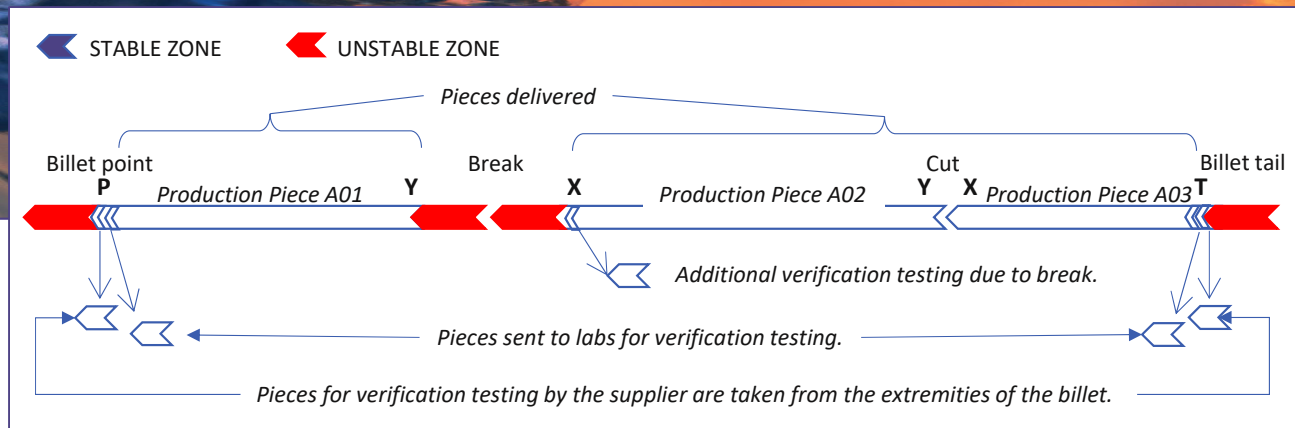 STABLE ZONE
UNSTABLE ZONE
Pieces delivered
Billet point
Break
Cut
Billet tail
P
Production Piece A01
Y
X
Production Piece A02
Y
X
Production Piece A03
T
Additional verification testing due to break.
Pieces sent to labs for verification testing.
Pieces for verification testing by the supplier are taken from the extremities of the billet.